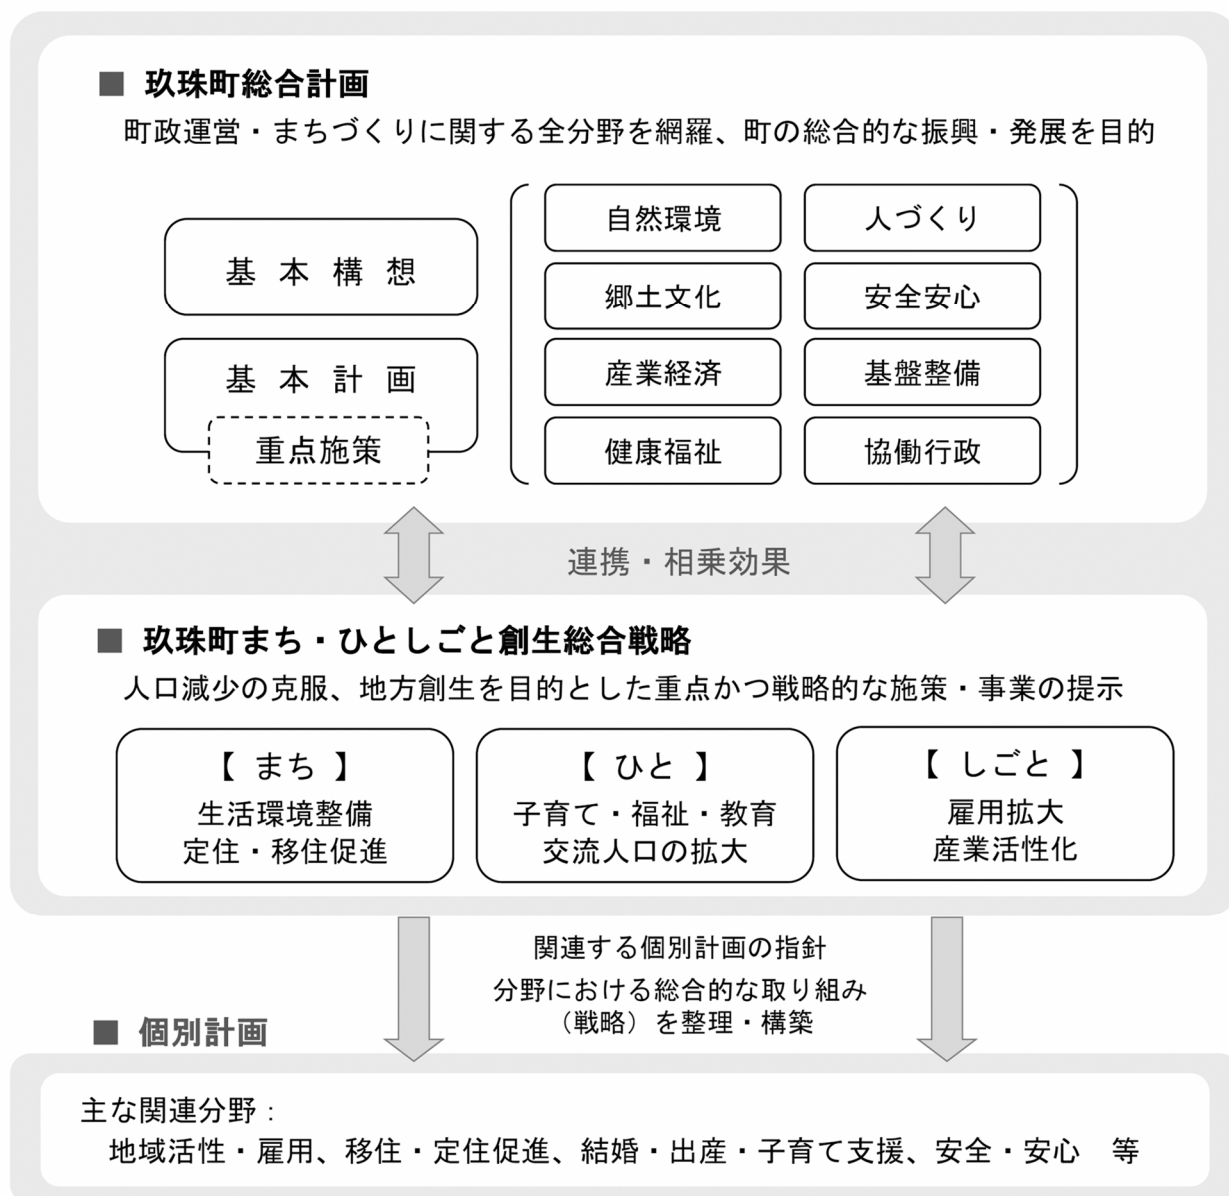 ■ 玖珠町総合計画
町政運営・まちづくりに関する全分野を網羅、町の総合的な振興・発展を目的
基本構想
基本計画
重点施策
自然環境
人づくり
郷土文化
安全安心
産業経済
基盤整備
健康福祉
協働行政
連携・相乗効果
■ 玖珠町まち・ひとしごと創生総合戦略
人口減少の克服、地方創生を目的とした重点かつ戦略的な施策・事業の提示
【 まち 】
生活環境整備
定住・移住促進
【 ひと 】
子育て・福祉・教育
交流人口の拡大
【 しごと 】
雇用拡大
産業活性化
関連する個別計画の指針
分野における総合的な取り組み
（戦略）を整理・構築
■ 個別計画
主な関連分野：
地域活性・雇用、移住・定住促進、結婚・出産・子育て支援、安全・安心　等